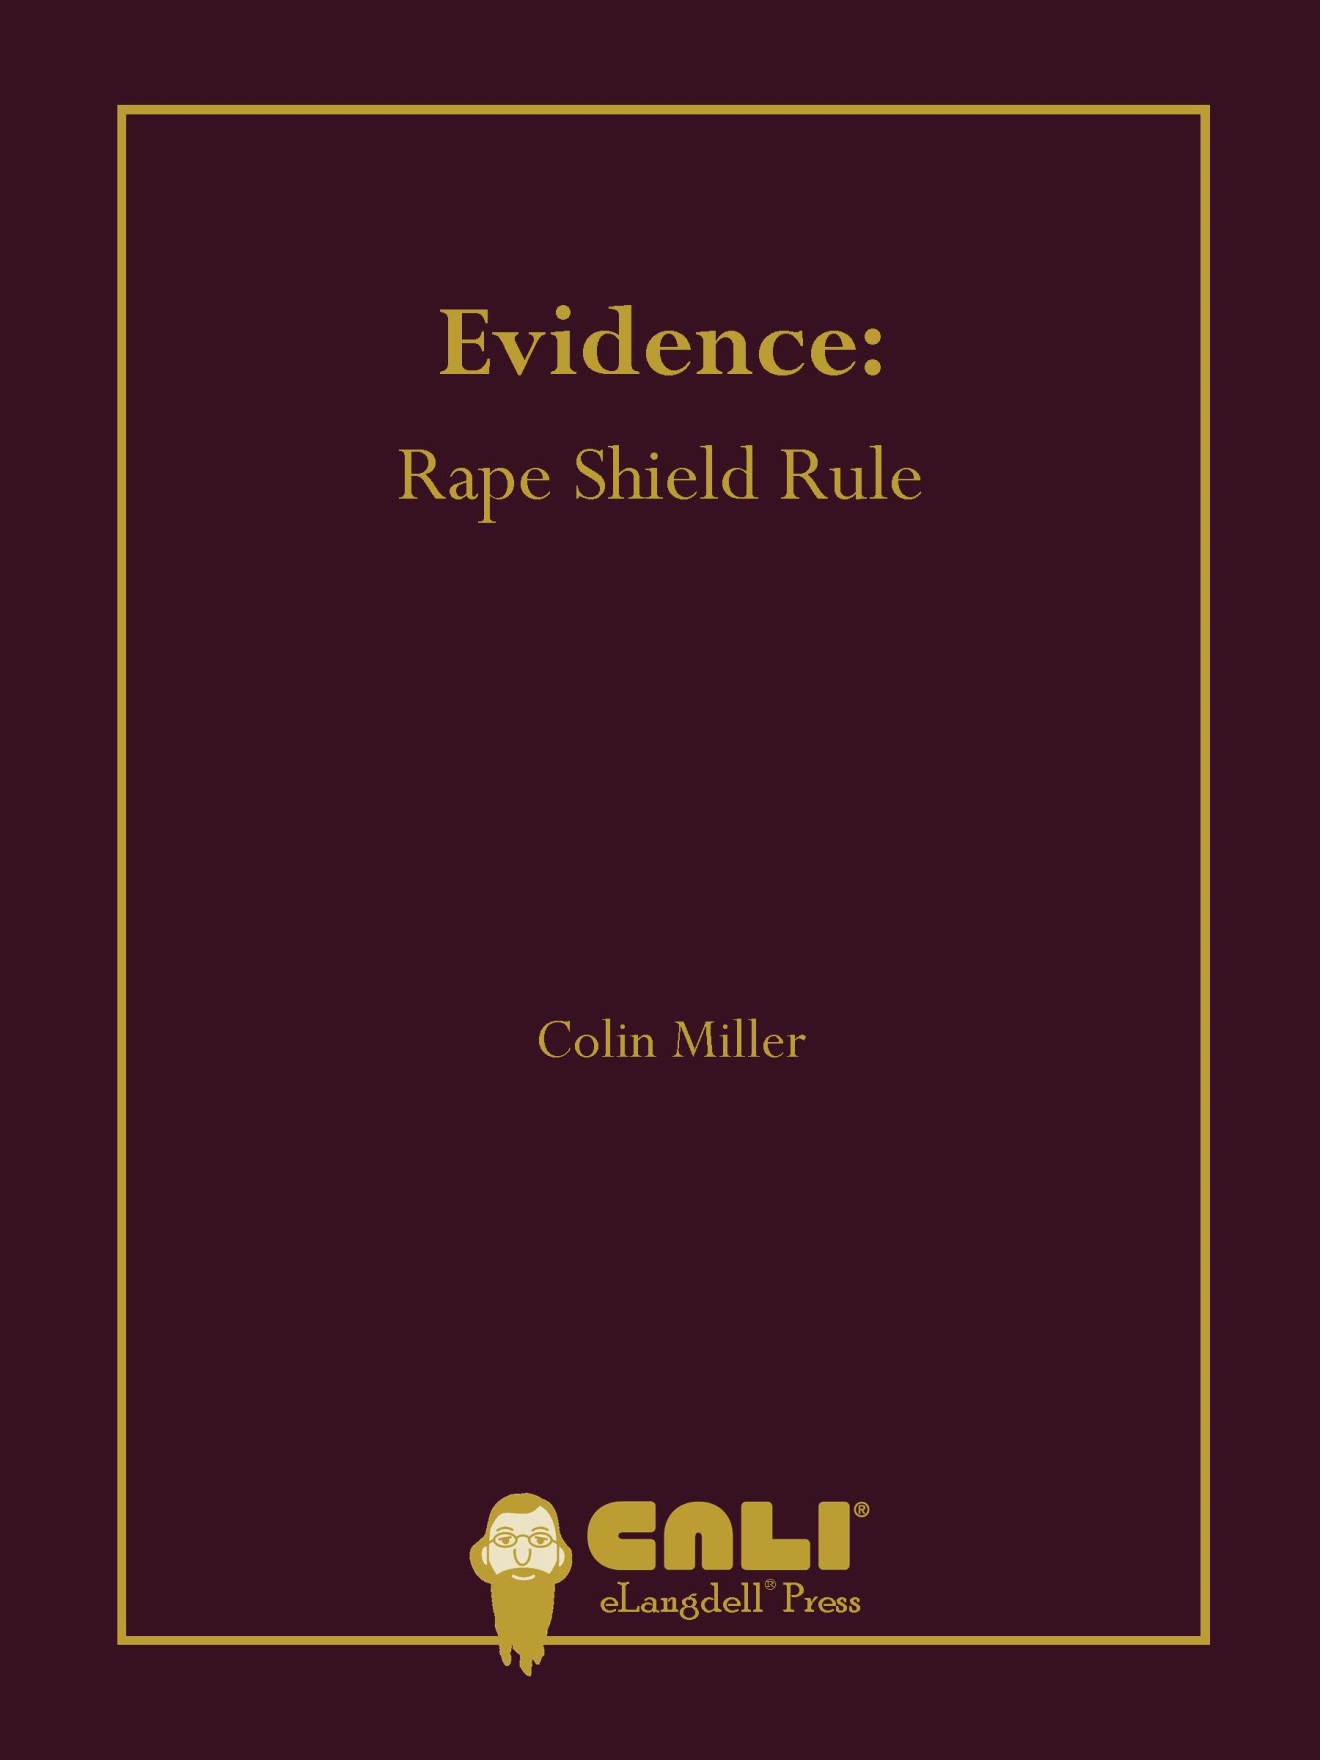 Evidence:
Rape Shield Rule
Colin Miller
CALI®
eLangdell® Press